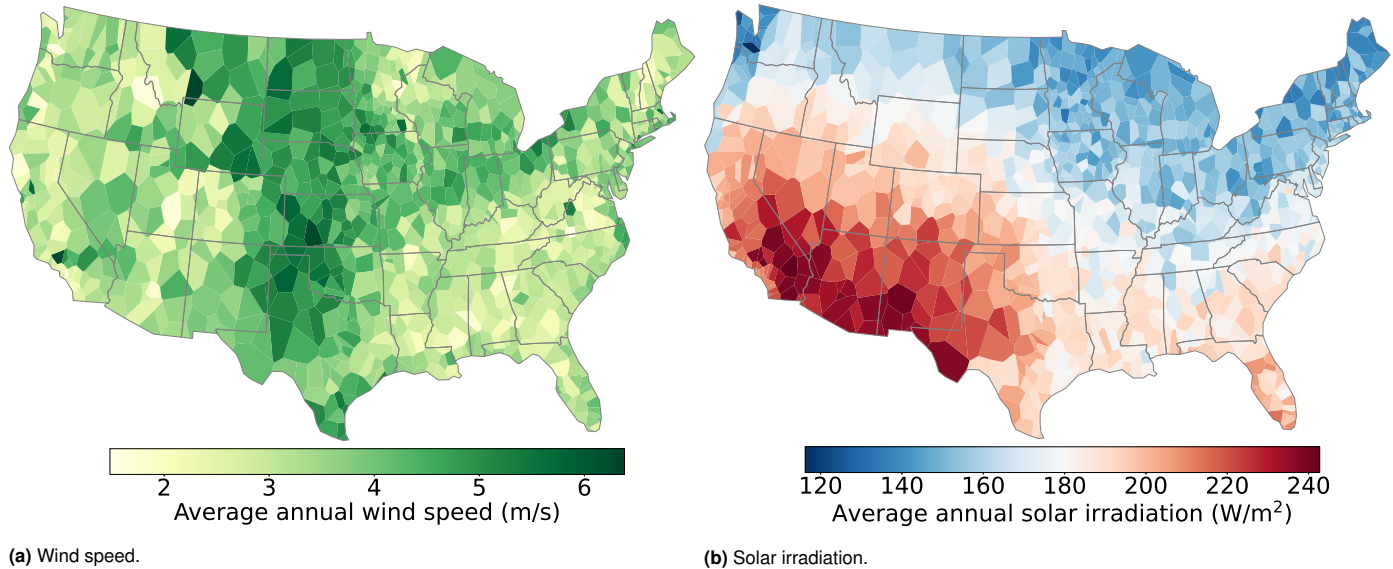 2 3 4 5 6
Average annual wind speed (m/s)
(a) Wind speed.
120 140 160 180 200 220 240
Average annual solar irradiation (W/m²)
(b) Solar irradiation.